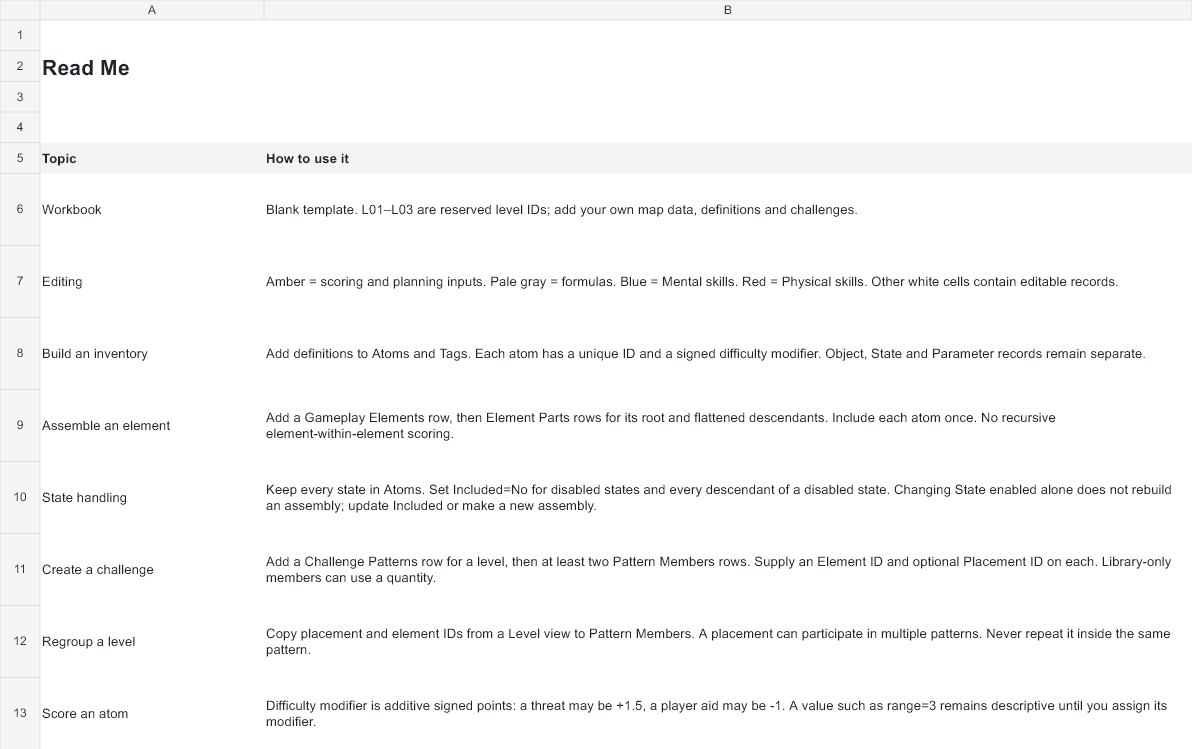 A B
1
2 Read Me
3
4
5 Topic How to use it
6 Workbook Blank template. L01–L03 are reserved level IDs; add your own map data, definitions and challenges.
7 Editing Amber = scoring and planning inputs. Pale gray = formulas. Blue = Mental skills. Red = Physical skills. Other white cells contain editable records.
8 Build an inventory Add definitions to Atoms and Tags. Each atom has a unique ID and a signed difficulty modifier. Object, State and Parameter records remain separate.
9 Assemble an element Add a Gameplay Elements row, then Element Parts rows for its root and flattened descendants. Include each atom once. No recursive
element-within-element scoring.
10 State handling Keep every state in Atoms. Set Included=No for disabled states and every descendant of a disabled state. Changing State enabled alone does not rebuild
an assembly; update Included or make a new assembly.
11 Create a challenge Add a Challenge Patterns row for a level, then at least two Pattern Members rows. Supply an Element ID and optional Placement ID on each. Library-only
members can use a quantity.
12 Regroup a level Copy placement and element IDs from a Level view to Pattern Members. A placement can participate in multiple patterns. Never repeat it inside the same
pattern.
13 Score an atom Difficulty modifier is additive signed points: a threat may be +1.5, a player aid may be -1. A value such as range=3 remains descriptive until you assign its
modifier.